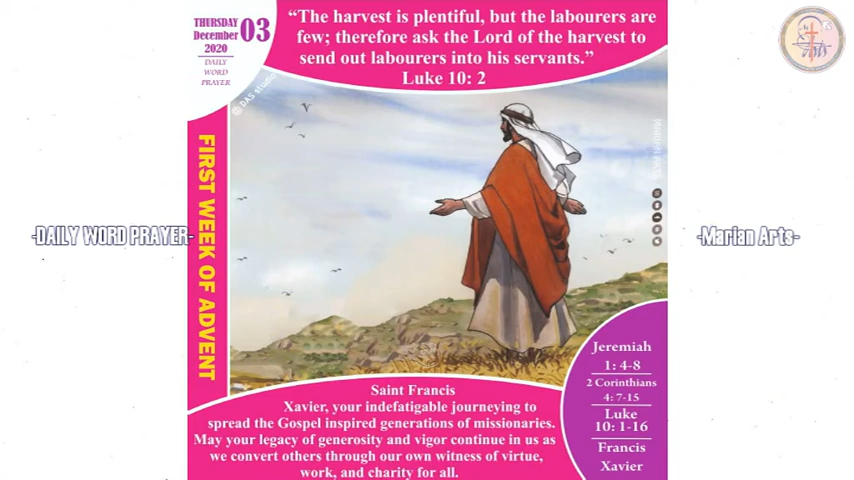 THURSDAY
December 03
2020
DAILY
WORD
PRAYER
“The harvest is plentiful, but the labourers are
few; therefore ask the Lord of the harvest to
send out labourers into his servants.”
Luke 10: 2
© DAS studio
FIRST WEEK OF ADVENT
-DAILY WORD PRAYER-
-Marian Arts-
Jeremiah
1: 4-8
2 Corinthians
4: 7-15
Luke
10: 1-16
Francis
Xavier
Saint Francis
Xavier, your indefatigable journeying to
spread the Gospel inspired generations of missionaries.
May your legacy of generosity and vigor continue in us as
we convert others through our own witness of virtue,
work, and charity for all.